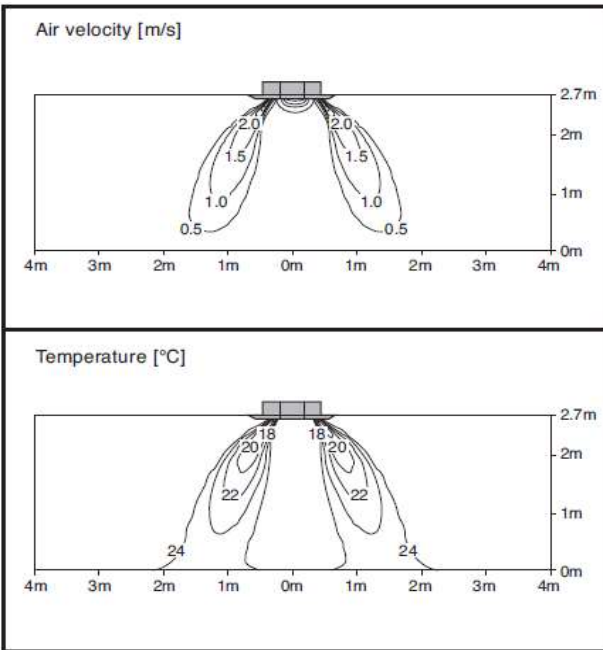 Air velocity [m/s]
2.7m
2.0 2.0
2m
1.5 1.5
1.0 1.0
1m
0.5 0.5
0m
4m 3m 2m 1m 0m 1m 2m 3m 4m
Temperature [°C]
2.7m
18 18
20 20
2m
22 22
1m
24 24
0m
4m 3m 2m 1m 0m 1m 2m 3m 4m